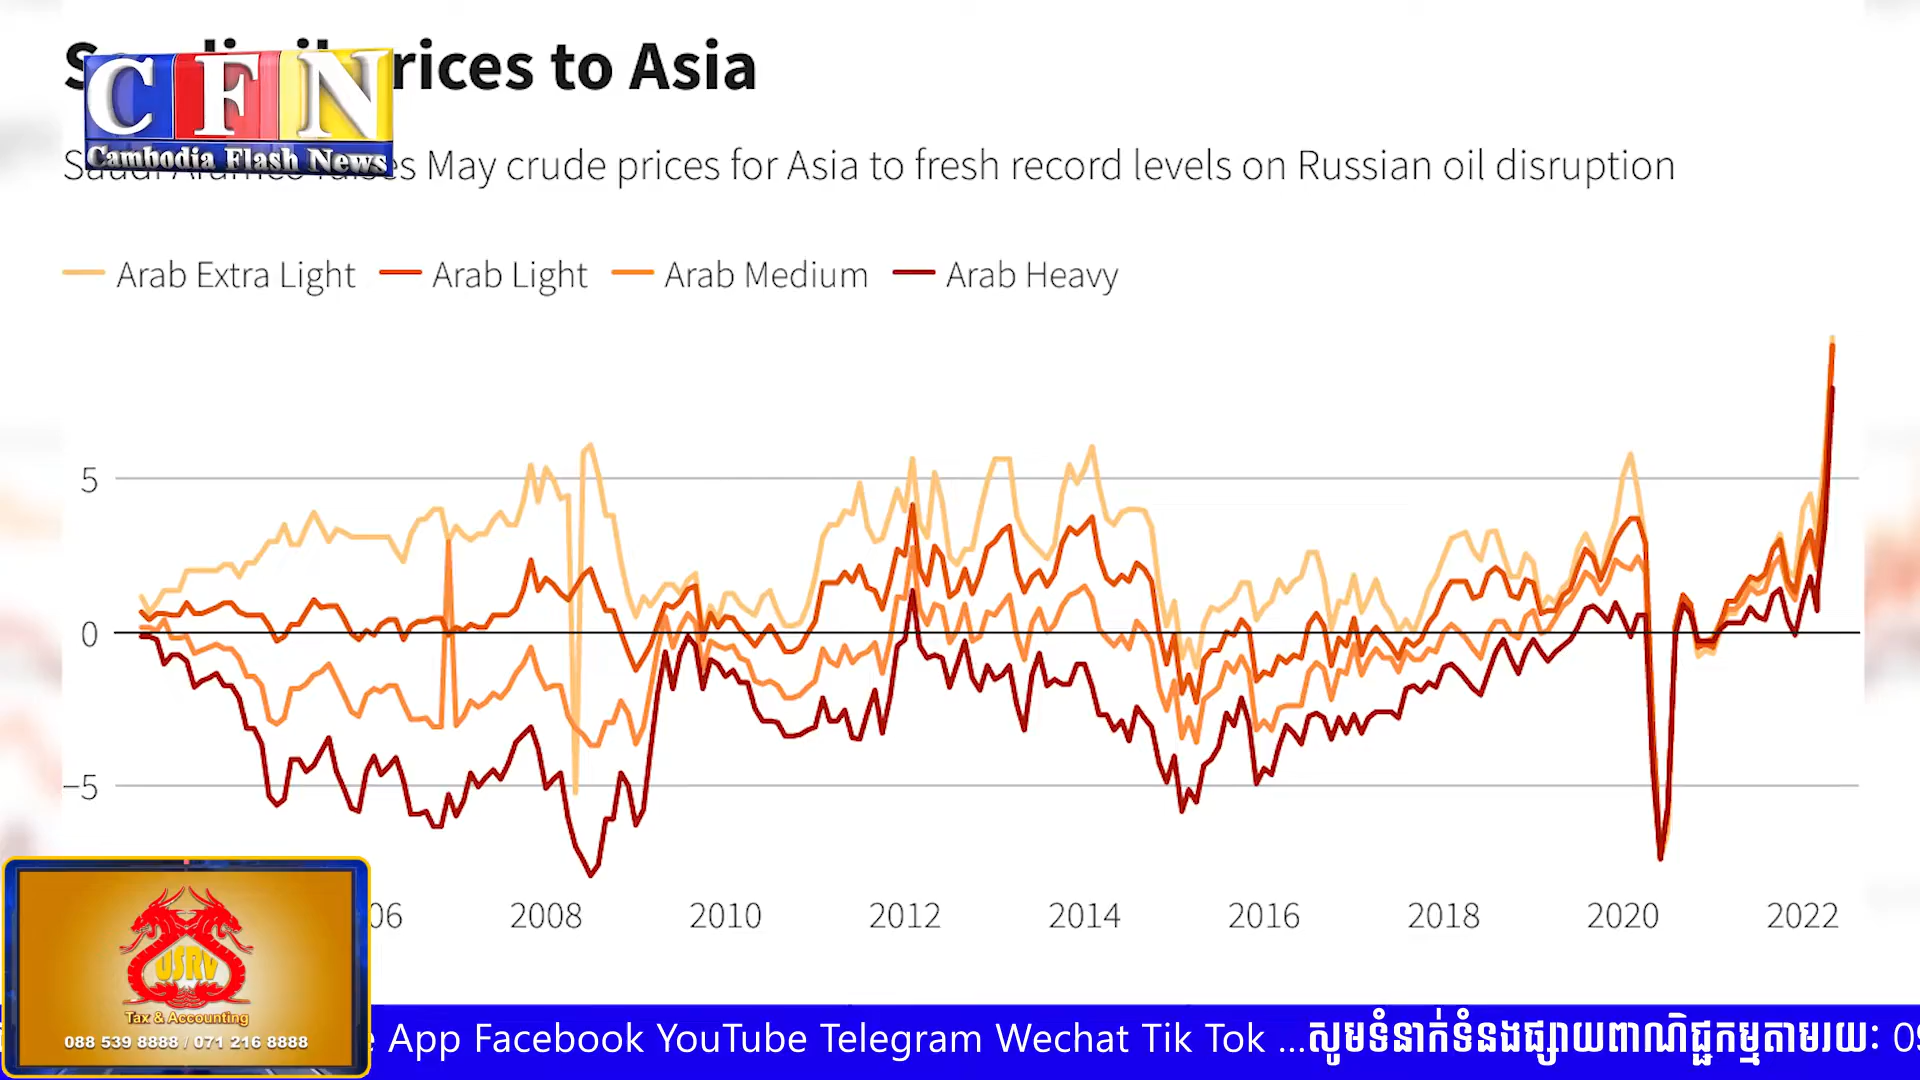 CFN
Cambodia Flash News
rices to Asia
May crude prices for Asia to fresh record levels on Russian oil disruption
Arab Extra Light Arab Light Arab Medium Arab Heavy
5
0
−5
06 2008 2010 2012 2014 2016 2018 2020 2022
USRV
Tax & Accounting
088 539 8888 / 071 216 8888
App Facebook YouTube Telegram Wechat Tik Tok ...សូមទំនាក់ទំនងផ្សាយពាណិជ្ជកម្មតាមរយៈ